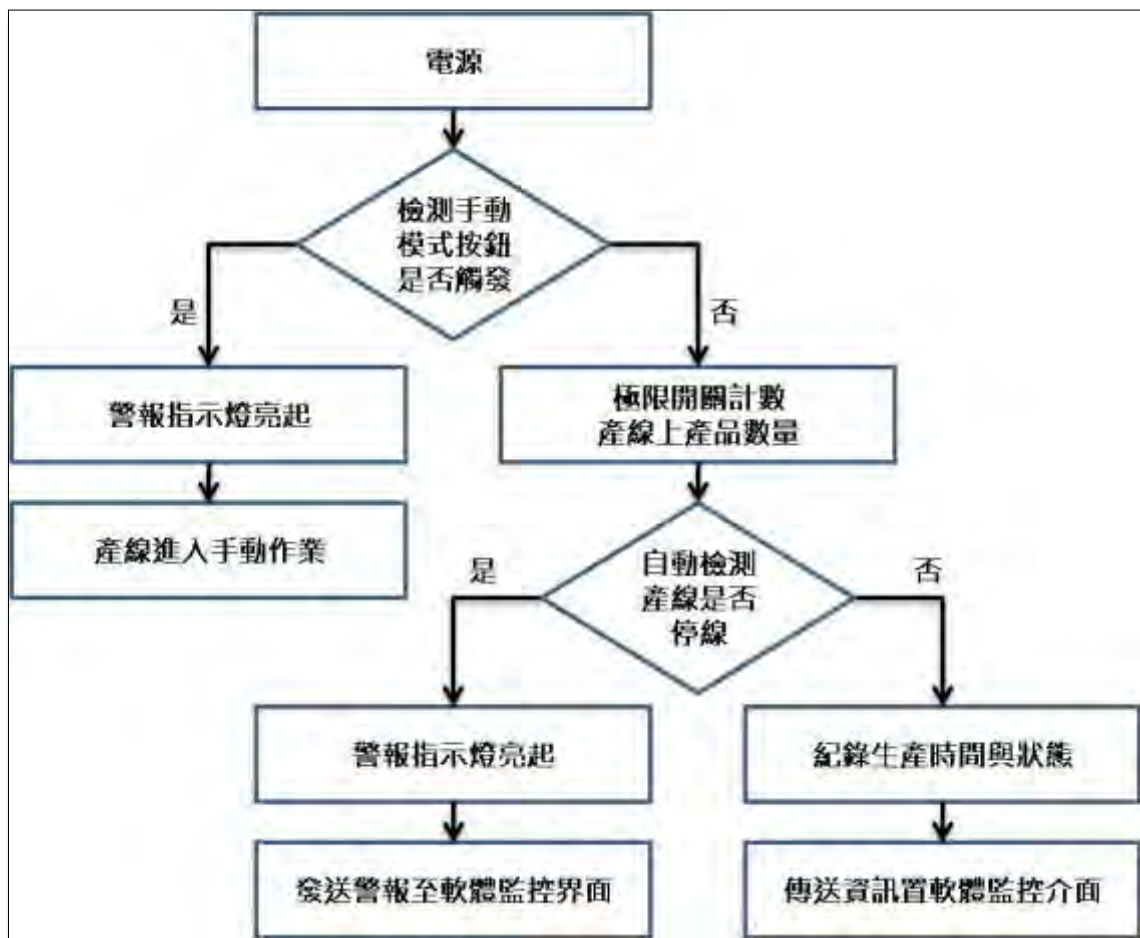 電源
檢測手動
模式按鈕
是否觸發
是
否
警報指示燈亮起
極限開關計數
產線上產品數量
產線進入手動作業
是
自動檢測
產線是否
停線
否
警報指示燈亮起
紀錄生產時間與狀態
發送警報至軟體監控界面
傳送資訊置軟體監控介面